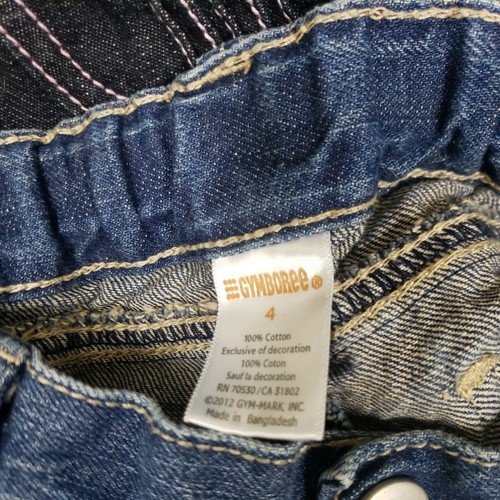 GYMBOREE®
4
100% Cotton
Exclusive of decoration
100% Coton
Sauf la decoration
RN 70530/CA 31802
©2012 GYM-MARK, INC.
Made in Bangladesh